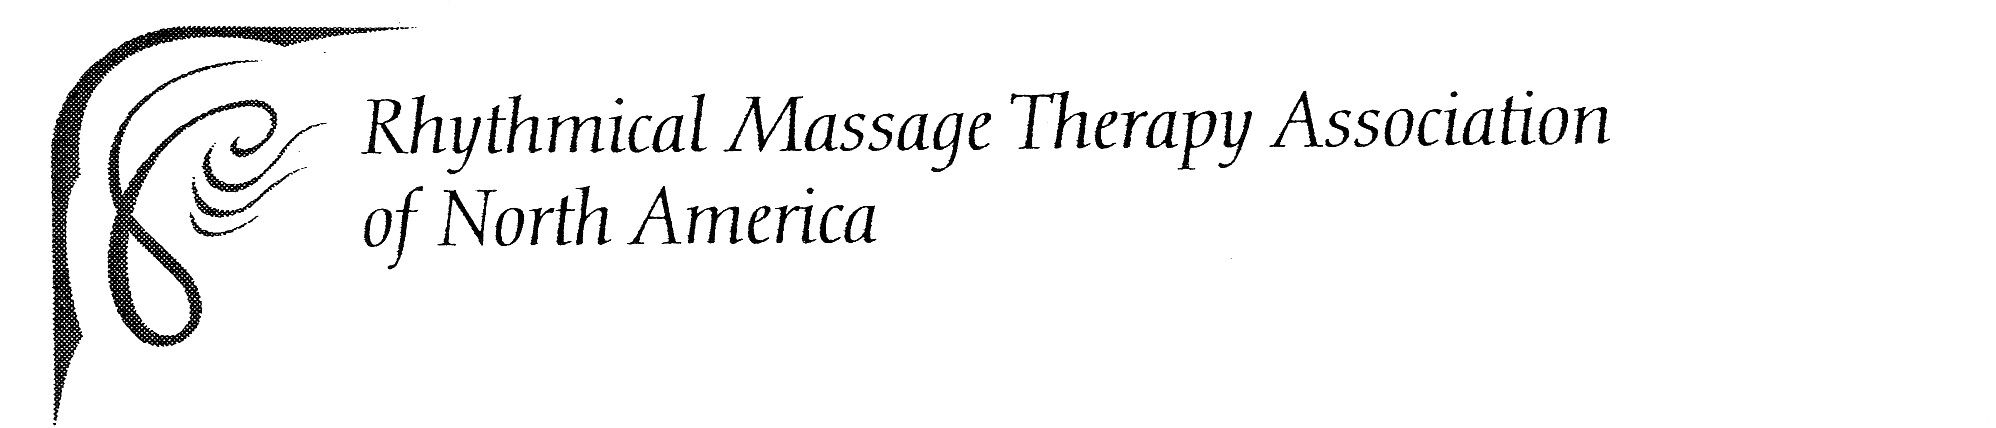 Rhythmical Massage Therapy Association
of North America